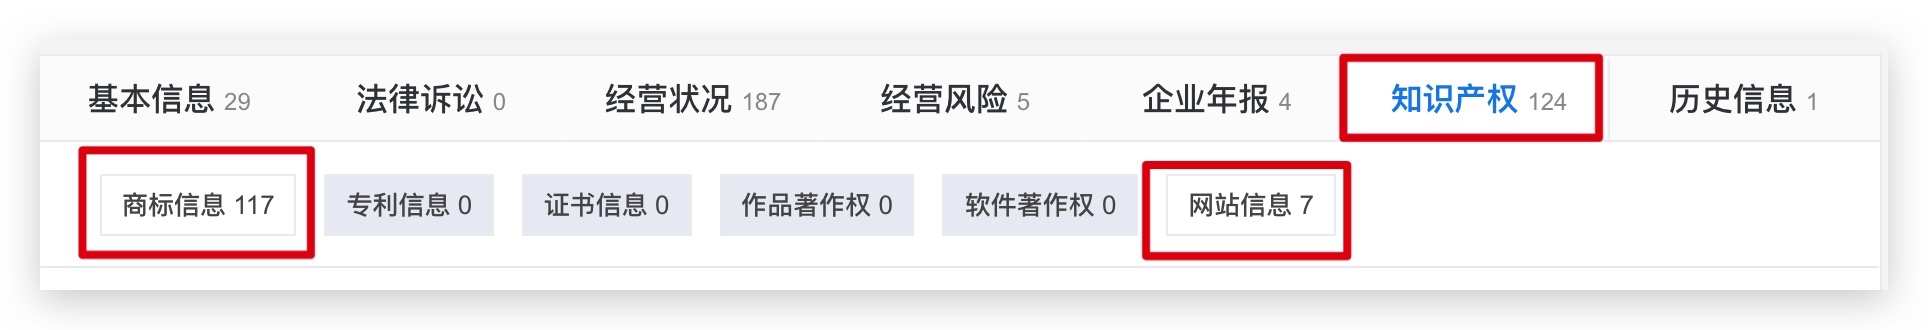 基本信息 29 法律诉讼 0 经营状况 187 经营风险 5 企业年报 4 知识产权 124 历史信息 1
商标信息 117 专利信息 0 证书信息 0 作品著作权 0 软件著作权 0 网站信息 7